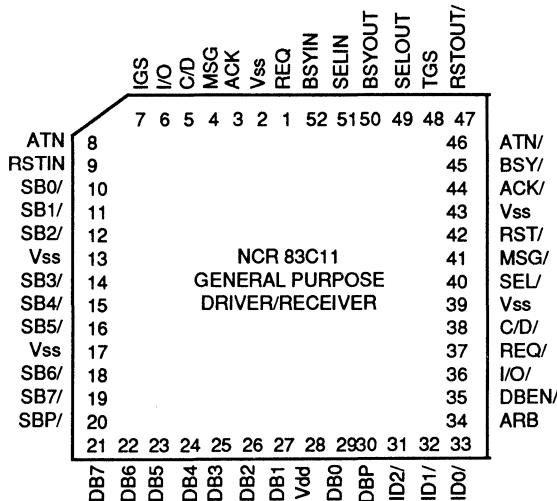 IGS I/O C/D MSG ACK Vss REQ BSYIN SELIN BSYOUT SELOUT TGS RSTOUT/
7 6 5 4 3 2 1 52 51 50 49 48 47
ATN 8 46 ATN/
RSTIN 9 45 BSY/
SB0/ 10 44 ACK/
SB1/ 11 43 Vss
SB2/ 12 42 RST/
Vss 13 NCR 83C11 41 MSG/
SB3/ 14 GENERAL PURPOSE 40 SEL/
SB4/ 15 DRIVER/RECEIVER 39 Vss
SB5/ 16 38 C/D/
Vss 17 37 REQ/
SB6/ 18 36 I/O/
SB7/ 19 35 DBEN/
SBP/ 20 34 ARB
21 22 23 24 25 26 27 28 29 30 31 32 33
DB7 DB6 DB5 DB4 DB3 DB2 DB1 Vdd DB0 DBP ID2/ ID1/ ID0/